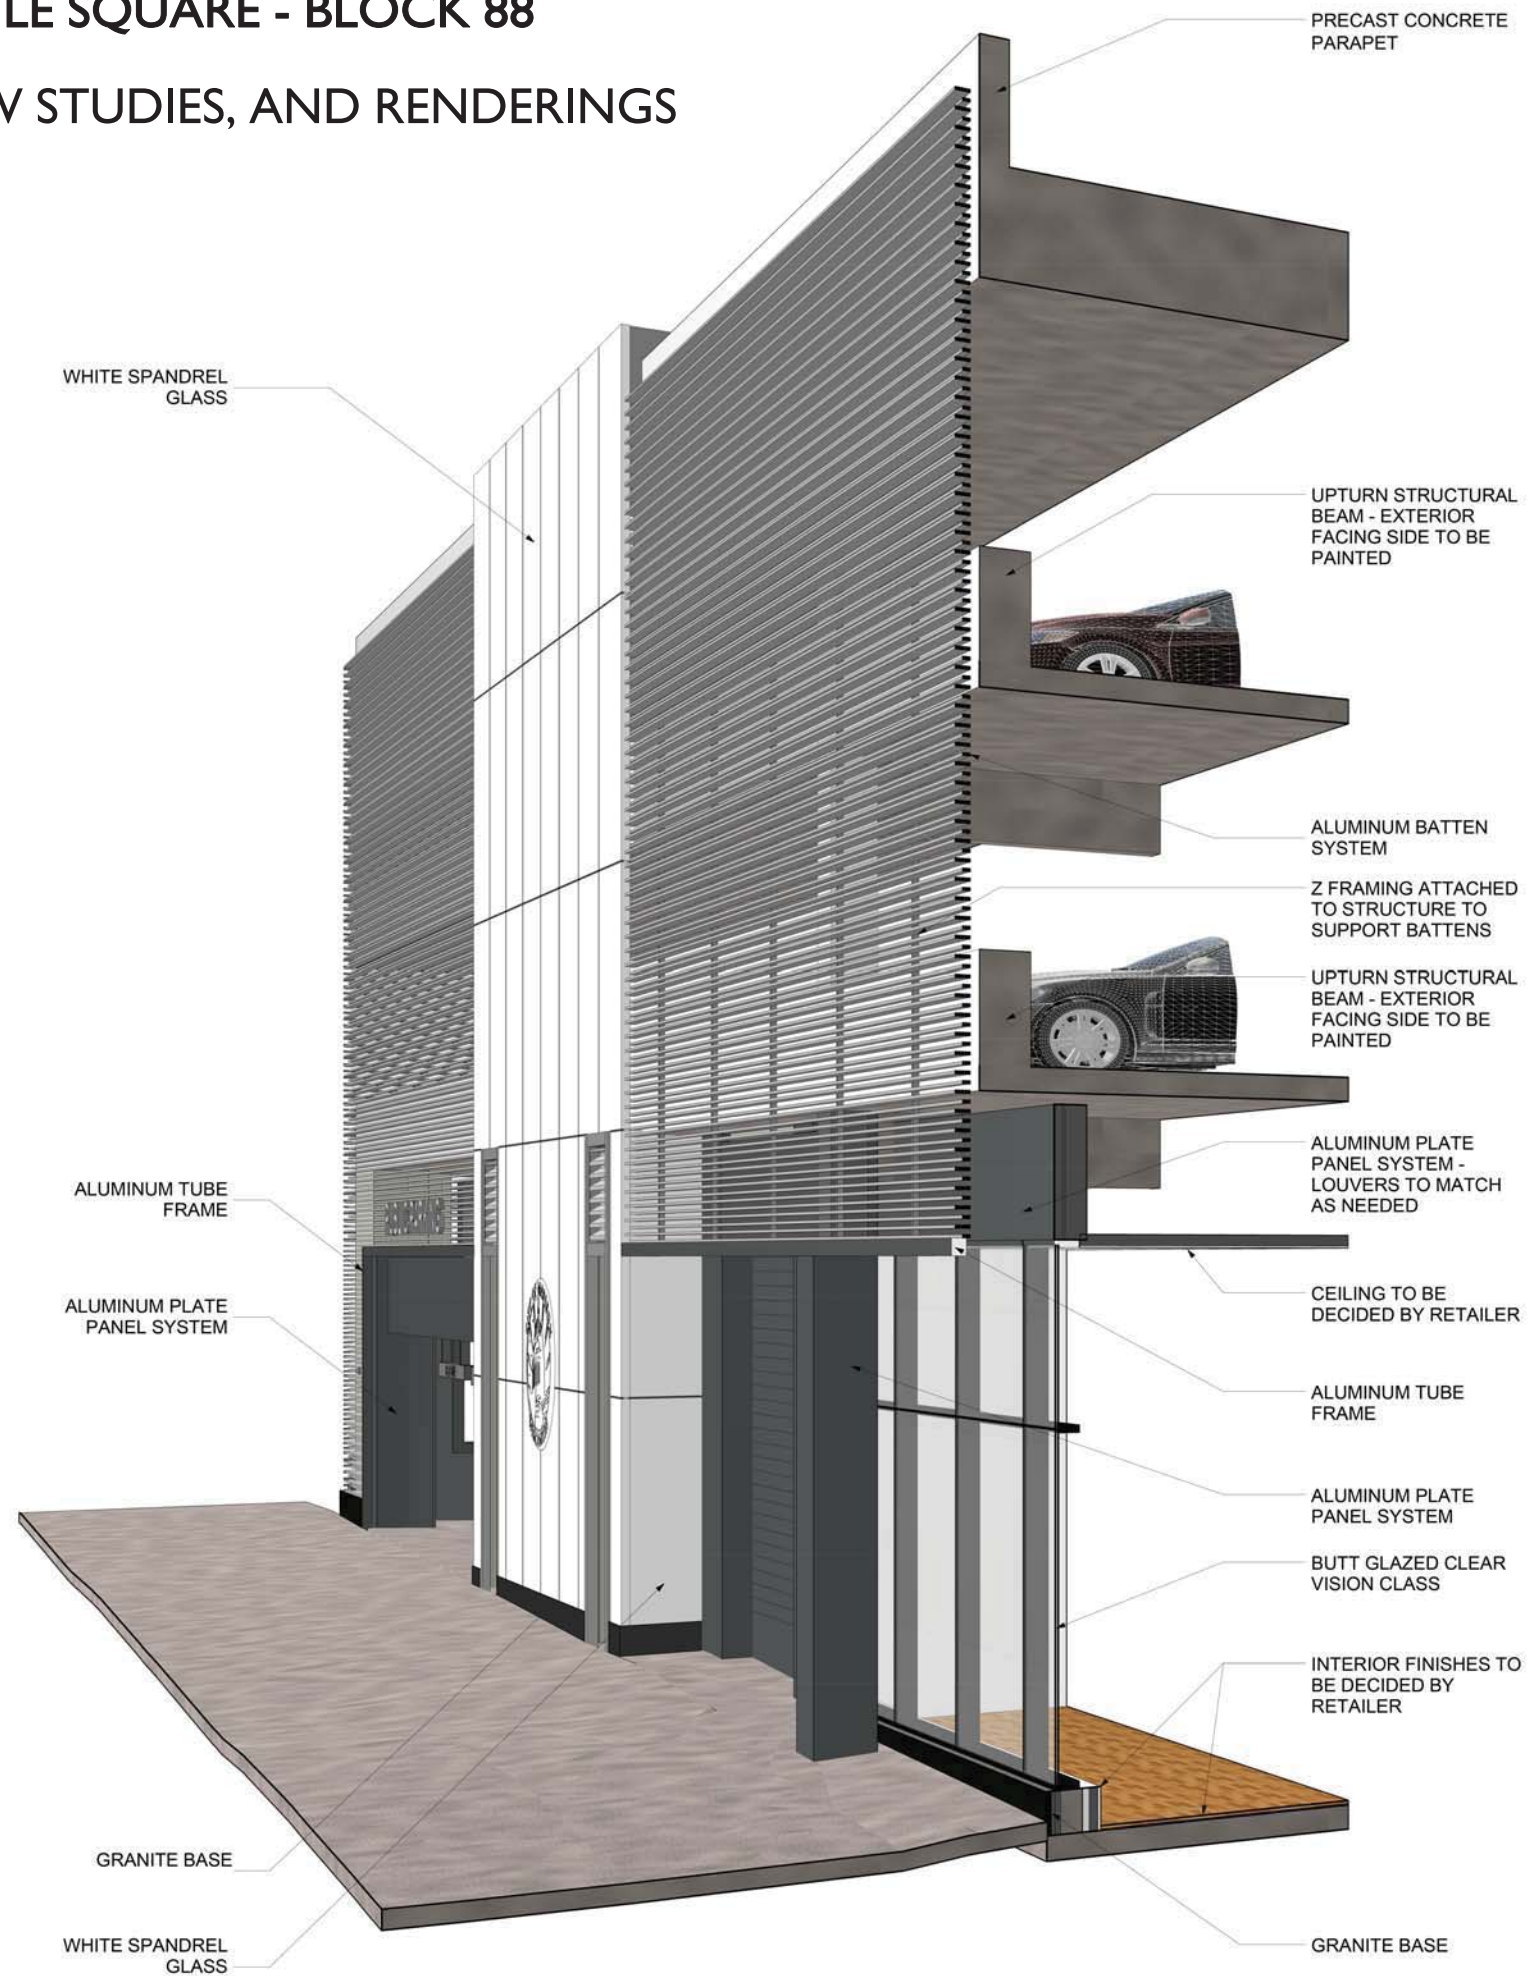 LE SQUARE - BLOCK 88
STUDIES, AND RENDERINGS
PRECAST CONCRETE
PARAPET
WHITE SPANDREL
GLASS
UPTURN STRUCTURAL
BEAM - EXTERIOR
FACING SIDE TO BE
PAINTED
ALUMINUM BATTEN
SYSTEM
Z FRAMING ATTACHED
TO STRUCTURE TO
SUPPORT BATTENS
UPTURN STRUCTURAL
BEAM - EXTERIOR
FACING SIDE TO BE
PAINTED
ALUMINUM PLATE
PANEL SYSTEM -
LOUVERS TO MATCH
AS NEEDED
ALUMINUM TUBE
FRAME
ALUMINUM PLATE
PANEL SYSTEM
CEILING TO BE
DECIDED BY RETAILER
ALUMINUM TUBE
FRAME
ALUMINUM PLATE
PANEL SYSTEM
BUTT GLAZED CLEAR
VISION CLASS
INTERIOR FINISHES TO
BE DECIDED BY
RETAILER
GRANITE BASE
WHITE SPANDREL
GLASS
GRANITE BASE